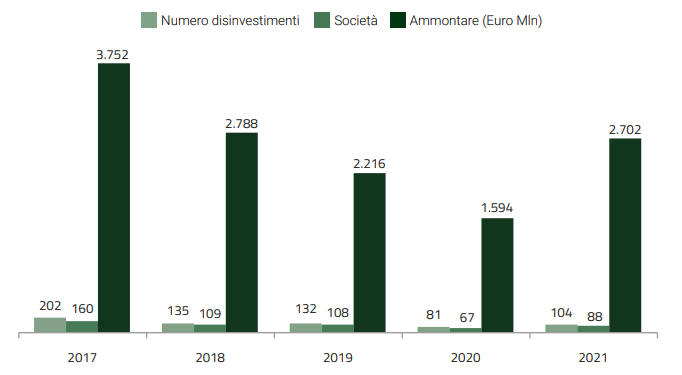 Numero disinvestimenti Società Ammontare (Euro Mln)
3.752
2.788
2.216
1.594
2.702
202 160 135 109 132 108 81 67 104 88
2017 2018 2019 2020 2021